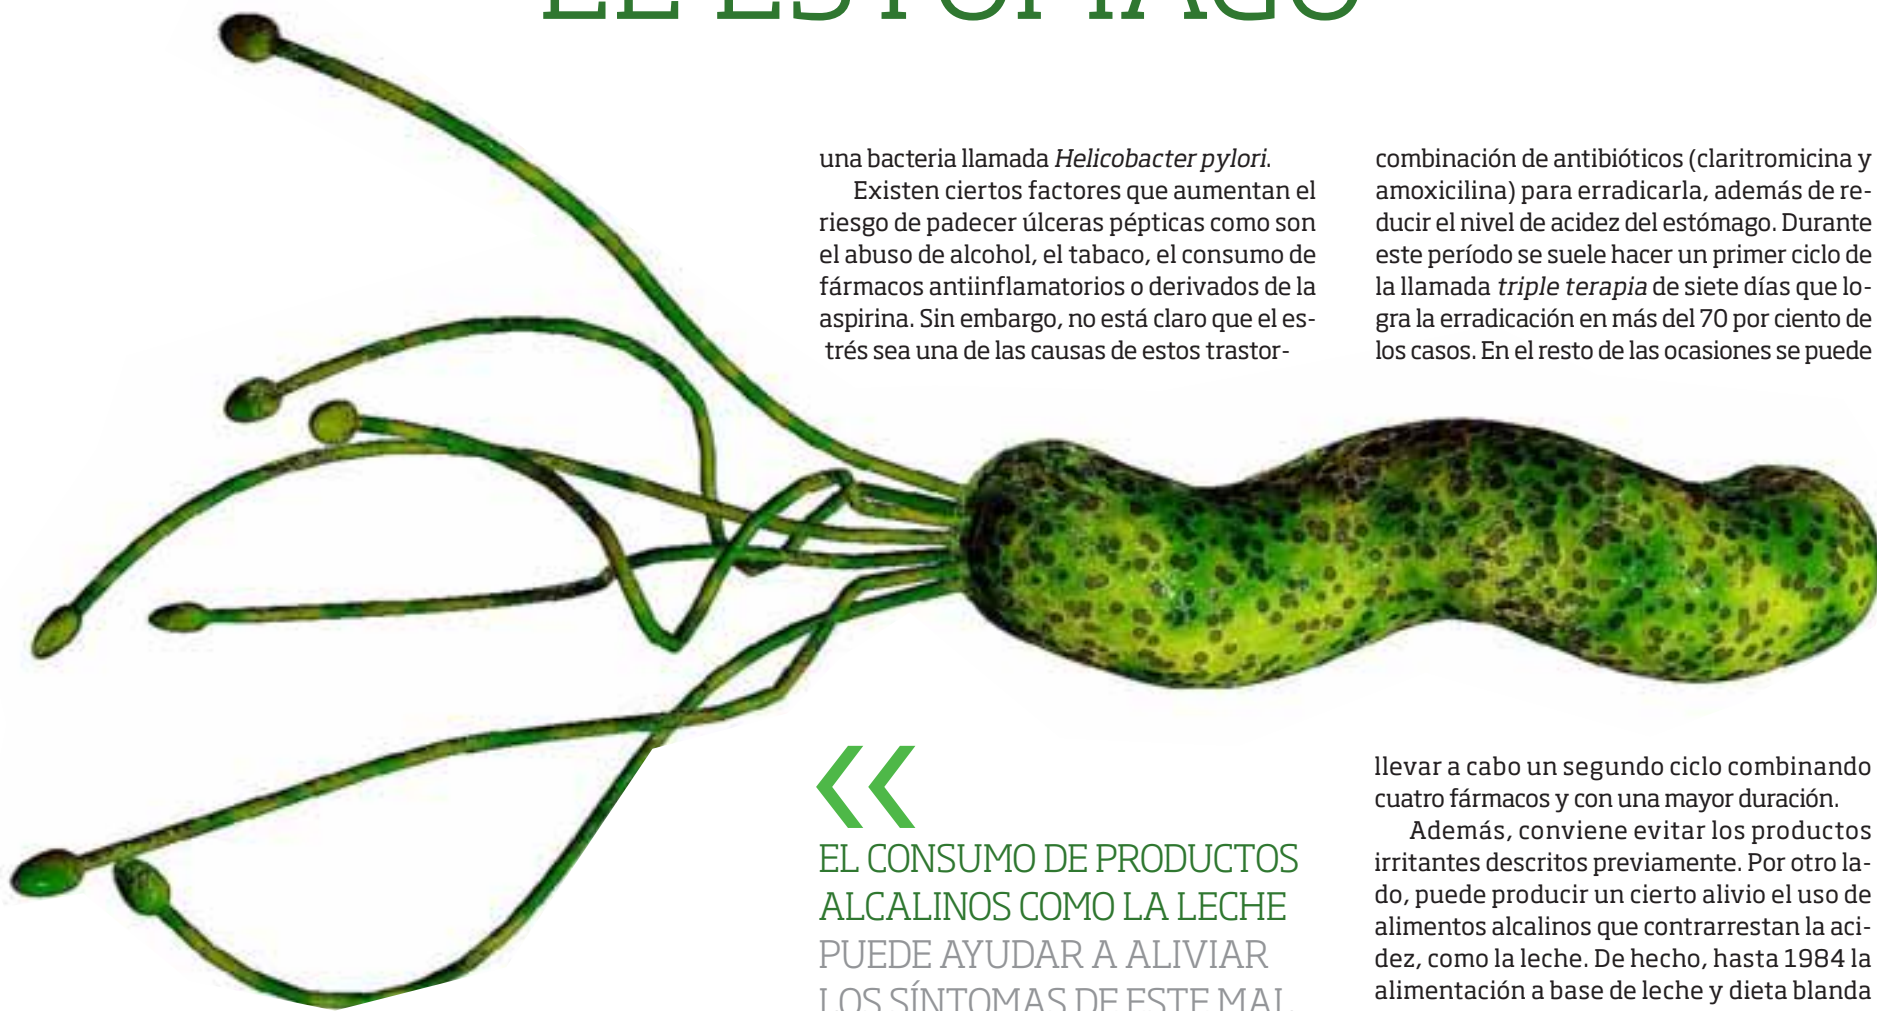 EL ESTÓMAGO
una bacteria llamada Helicobacter pylori.
Existen ciertos factores que aumentan el
riesgo de padecer úlceras pépticas como son
el abuso de alcohol, el tabaco, el consumo de
fármacos antiinflamatorios o derivados de la
aspirina. Sin embargo, no está claro que el es-
trés sea una de las causas de estos trastor-
EL CONSUMO DE PRODUCTOS
ALCALINOS COMO LA LECHE
PUEDE AYUDAR A ALIVIAR
LOS SÍNTOMAS DE ESTE MAL
combinación de antibióticos (claritromicina y
amoxicilina) para erradicarla, además de re-
ducir el nivel de acidez del estómago. Durante
este período se suele hacer un primer ciclo de
la llamada triple terapia de siete días que lo-
gra la erradicación en más del 70 por ciento de
los casos. En el resto de las ocasiones se puede
llevar a cabo un segundo ciclo combinando
cuatro fármacos y con una mayor duración.
Además, conviene evitar los productos
irritantes descritos previamente. Por otro la-
do, puede producir un cierto alivio el uso de
alimentos alcalinos que contrarrestan la aci-
dez, como la leche. De hecho, hasta 1984 la
alimentación a base de leche y dieta blanda